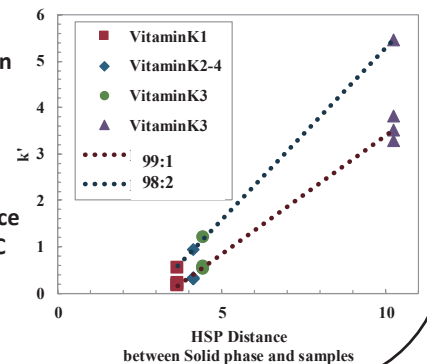 n
ce
C
6
5
4
3
2
1
0
k'
VitaminK1
VitaminK2-4
VitaminK3
VitaminK3
99:1
98:2
0
5
10
HSP Distance
between Solid phase and samples